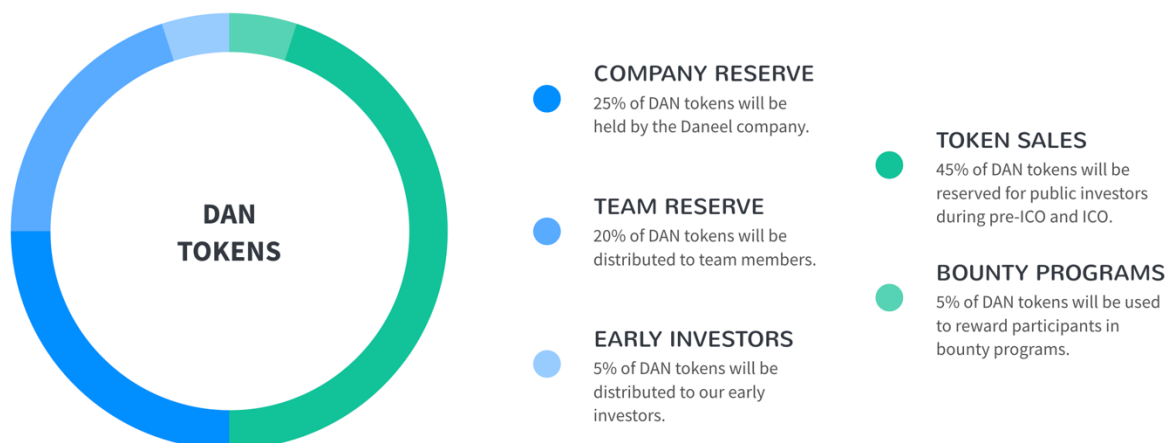 DAN
TOKENS
COMPANY RESERVE
25% of DAN tokens will be
held by the Daneel company.
TEAM RESERVE
20% of DAN tokens will be
distributed to team members.
EARLY INVESTORS
5% of DAN tokens will be
distributed to our early
investors.
TOKEN SALES
45% of DAN tokens will be
reserved for public investors
during pre-ICO and ICO.
BOUNTY PROGRAMS
5% of DAN tokens will be used
to reward participants in
bounty programs.